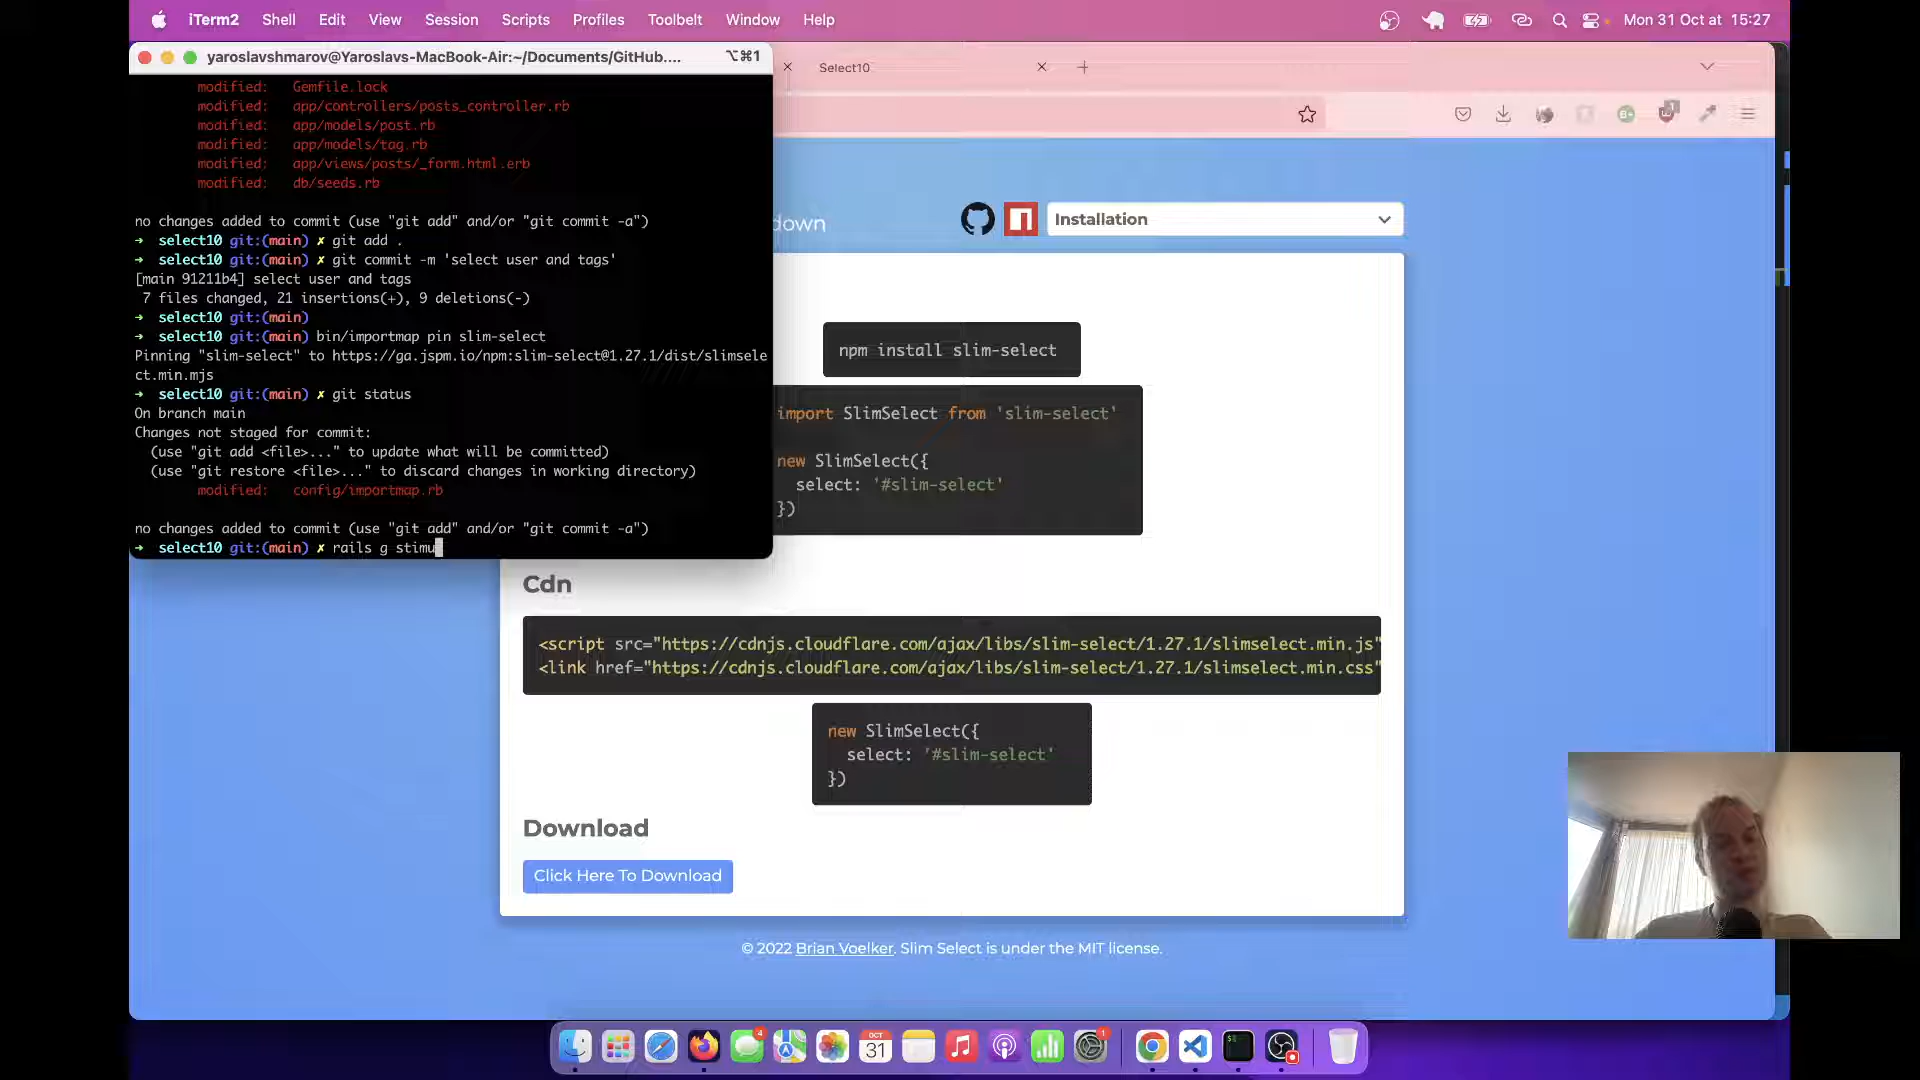 iTerm2 Shell Edit View Session Scripts Profiles Toolbelt Window Help Mon 31 Oct at 15:27
yaroslavshmarov@Yaroslavs-MacBook-Air:~/Documents/GitHub.... ⌥⌘1
Select10
modified: Gemfile.lock
modified: app/controllers/posts_controller.rb
modified: app/models/post.rb
modified: app/models/tag.rb
modified: app/views/posts/_form.html.erb
modified: db/seeds.rb
no changes added to commit (use "git add" and/or "git commit -a")
→ select10 git:(main) ✗ git add .
→ select10 git:(main) ✗ git commit -m 'select user and tags'
[main 91211b4] select user and tags
7 files changed, 21 insertions(+), 9 deletions(-)
→ select10 git:(main)
→ select10 git:(main) bin/importmap pin slim-select
Pinning "slim-select" to https://ga.jspm.io/npm:slim-select@1.27.1/dist/slimsele
ct.min.mjs
→ select10 git:(main) ✗ git status
On branch main
Changes not staged for commit:
(use "git add <file>..." to update what will be committed)
(use "git restore <file>..." to discard changes in working directory)
modified: config/importmap.rb
no changes added to commit (use "git add" and/or "git commit -a")
→ select10 git:(main) ✗ rails g stimu
down
Installation
npm install slim-select
import SlimSelect from 'slim-select'
new SlimSelect({
select: '#slim-select'
})
Cdn
<script src="https://cdnjs.cloudflare.com/ajax/libs/slim-select/1.27.1/slimselect.min.js"
<link href="https://cdnjs.cloudflare.com/ajax/libs/slim-select/1.27.1/slimselect.min.css"
new SlimSelect({
select: '#slim-select'
})
Download
Click Here To Download
© 2022 Brian Voelker. Slim Select is under the MIT license.
4
OCT
31
1